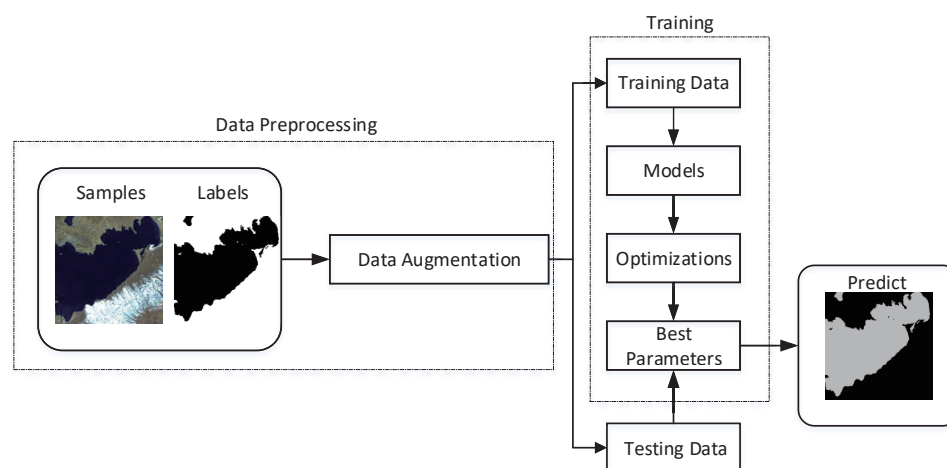 Data Preprocessing
Samples
Labels
Data Augmentation
Training
Training Data
Models
Optimizations
Best
Parameters
Testing Data
Predict